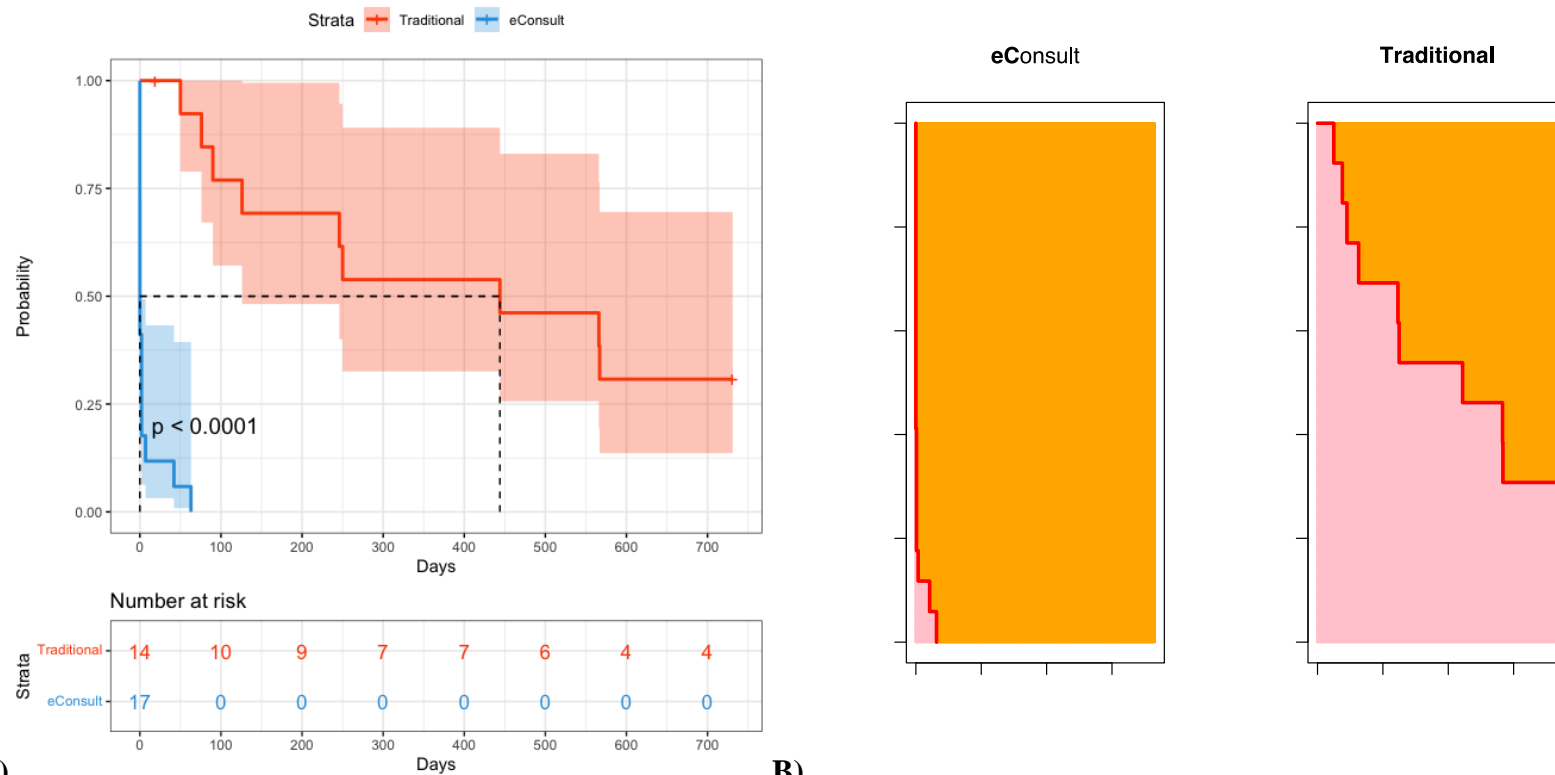 Strata Traditional eConsult
1.00
0.75
0.50
0.25
0.00
Probability
p < 0.0001
0 100 200 300 400 500 600 700
Days
Number at risk
Strata
Traditional 14 10 9 7 7 6 4 4
eConsult 17 0 0 0 0 0 0 0
0 100 200 300 400 500 600 700
Days
eConsult
Traditional
)
B)